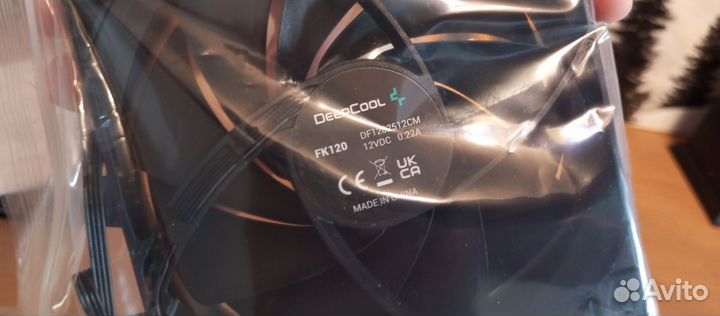 DEEPCOOL
FK120
DF1202512CM
12VDC 0.22A
CE
UK
CA
MADE IN CHINA
Avito